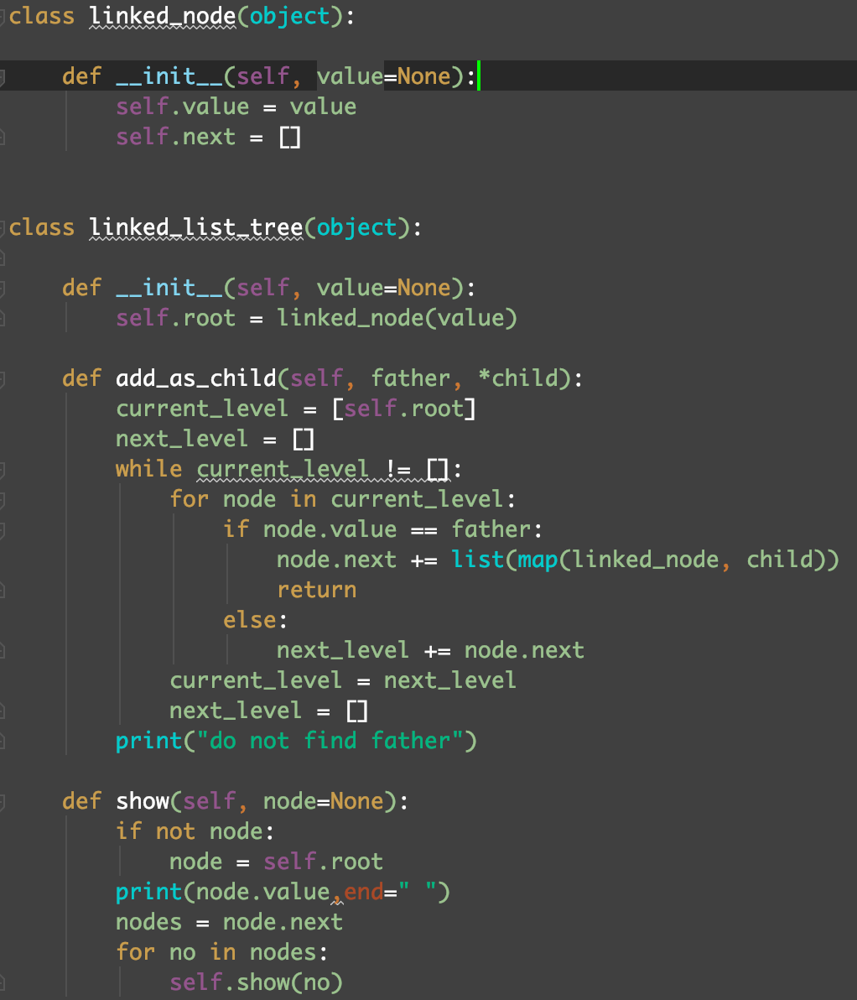 class linked_node(object):
    def __init__(self, value=None):
        self.value = value
        self.next = []
class linked_list_tree(object):
    def __init__(self, value=None):
        self.root = linked_node(value)
    def add_as_child(self, father, *child):
        current_level = [self.root]
        next_level = []
        while current_level != []:
            for node in current_level:
                if node.value == father:
                    node.next += list(map(linked_node, child))
                    return
                else:
                    next_level += node.next
            current_level = next_level
            next_level = []
        print("do not find father")
    def show(self, node=None):
        if not node:
            node = self.root
        print(node.value,end=" ")
        nodes = node.next
        for no in nodes:
            self.show(no)